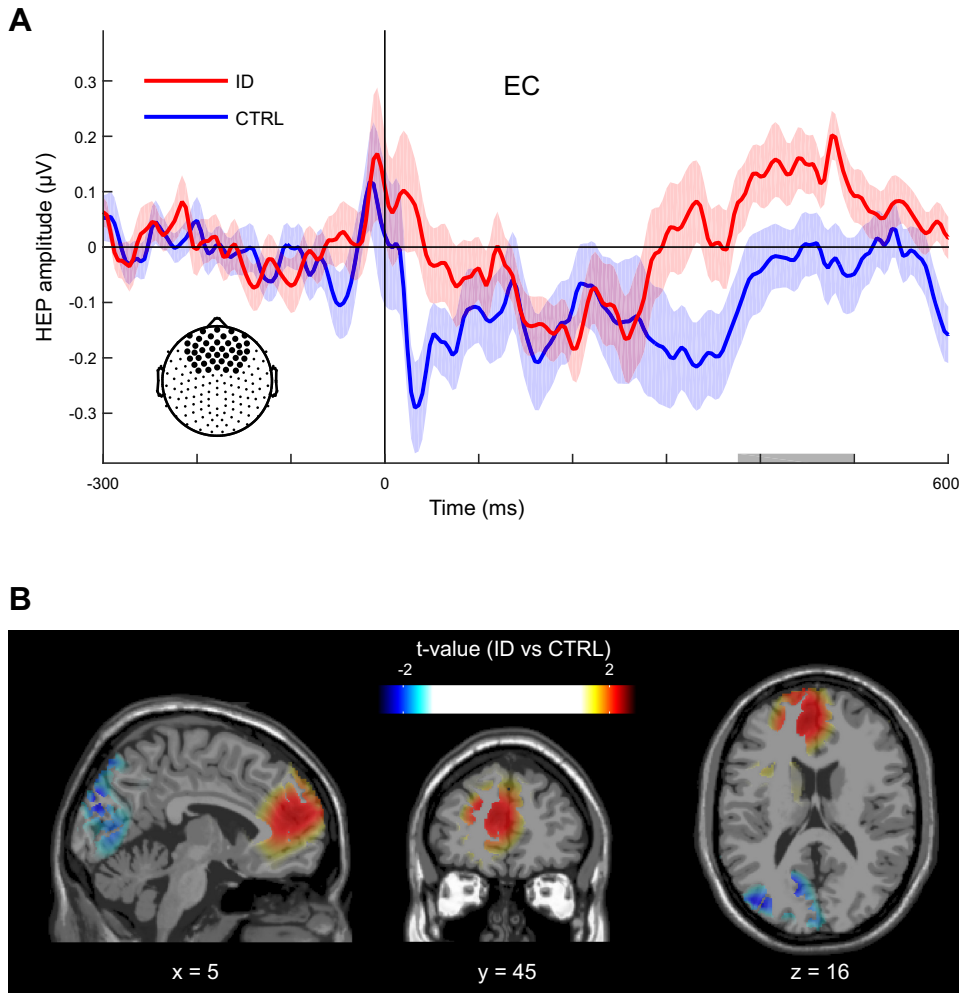 A
HEP amplitude (µV)
0.3
0.2
0.1
0
-0.1
-0.2
-0.3
ID
CTRL
EC
-300
0
600
Time (ms)
B
t-value (ID vs CTRL)
-2
2
x = 5
y = 45
z = 16